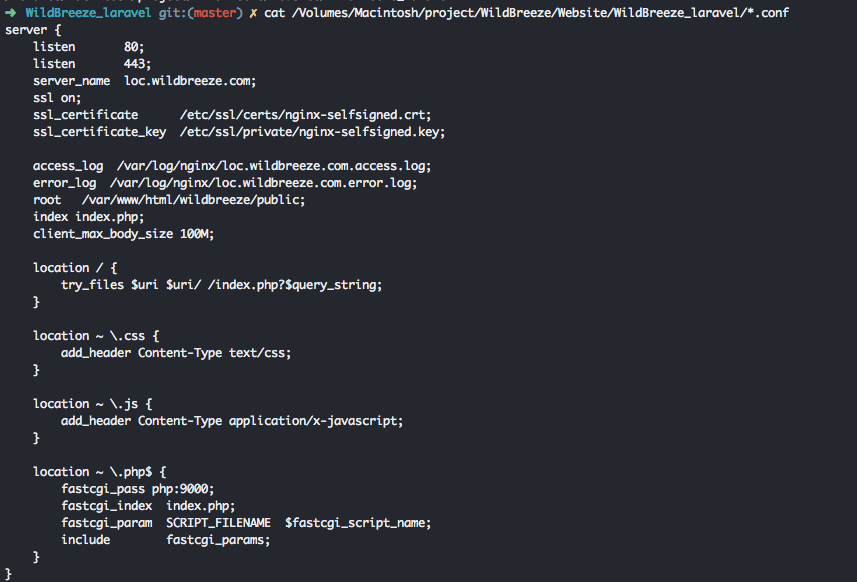 ➜ WildBreeze_laravel git:(master) ✗ cat /Volumes/Macintosh/project/WildBreeze/Website/WildBreeze_laravel/*.conf
server {
    listen       80;
    listen       443;
    server_name  loc.wildbreeze.com;
    ssl on;
    ssl_certificate      /etc/ssl/certs/nginx-selfsigned.crt;
    ssl_certificate_key  /etc/ssl/private/nginx-selfsigned.key;

    access_log  /var/log/nginx/loc.wildbreeze.com.access.log;
    error_log  /var/log/nginx/loc.wildbreeze.com.error.log;
    root   /var/www/html/wildbreeze/public;
    index index.php;
    client_max_body_size 100M;

    location / {
        try_files $uri $uri/ /index.php?$query_string;
    }

    location ~ \.css {
        add_header Content-Type text/css;
    }

    location ~ \.js {
        add_header Content-Type application/x-javascript;
    }

    location ~ \.php$ {
        fastcgi_pass php:9000;
        fastcgi_index  index.php;
        fastcgi_param  SCRIPT_FILENAME  $fastcgi_script_name;
        include        fastcgi_params;
    }
}